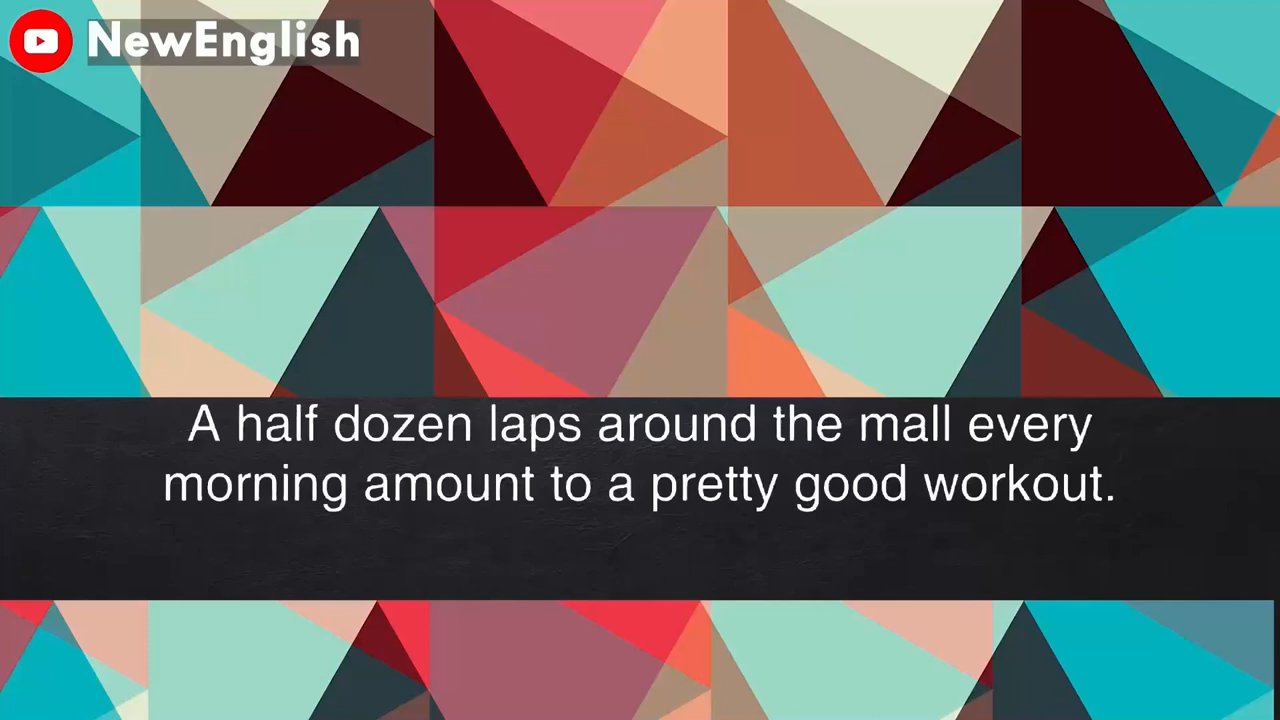 NewEnglish
A half dozen laps around the mall every
morning amount to a pretty good workout.